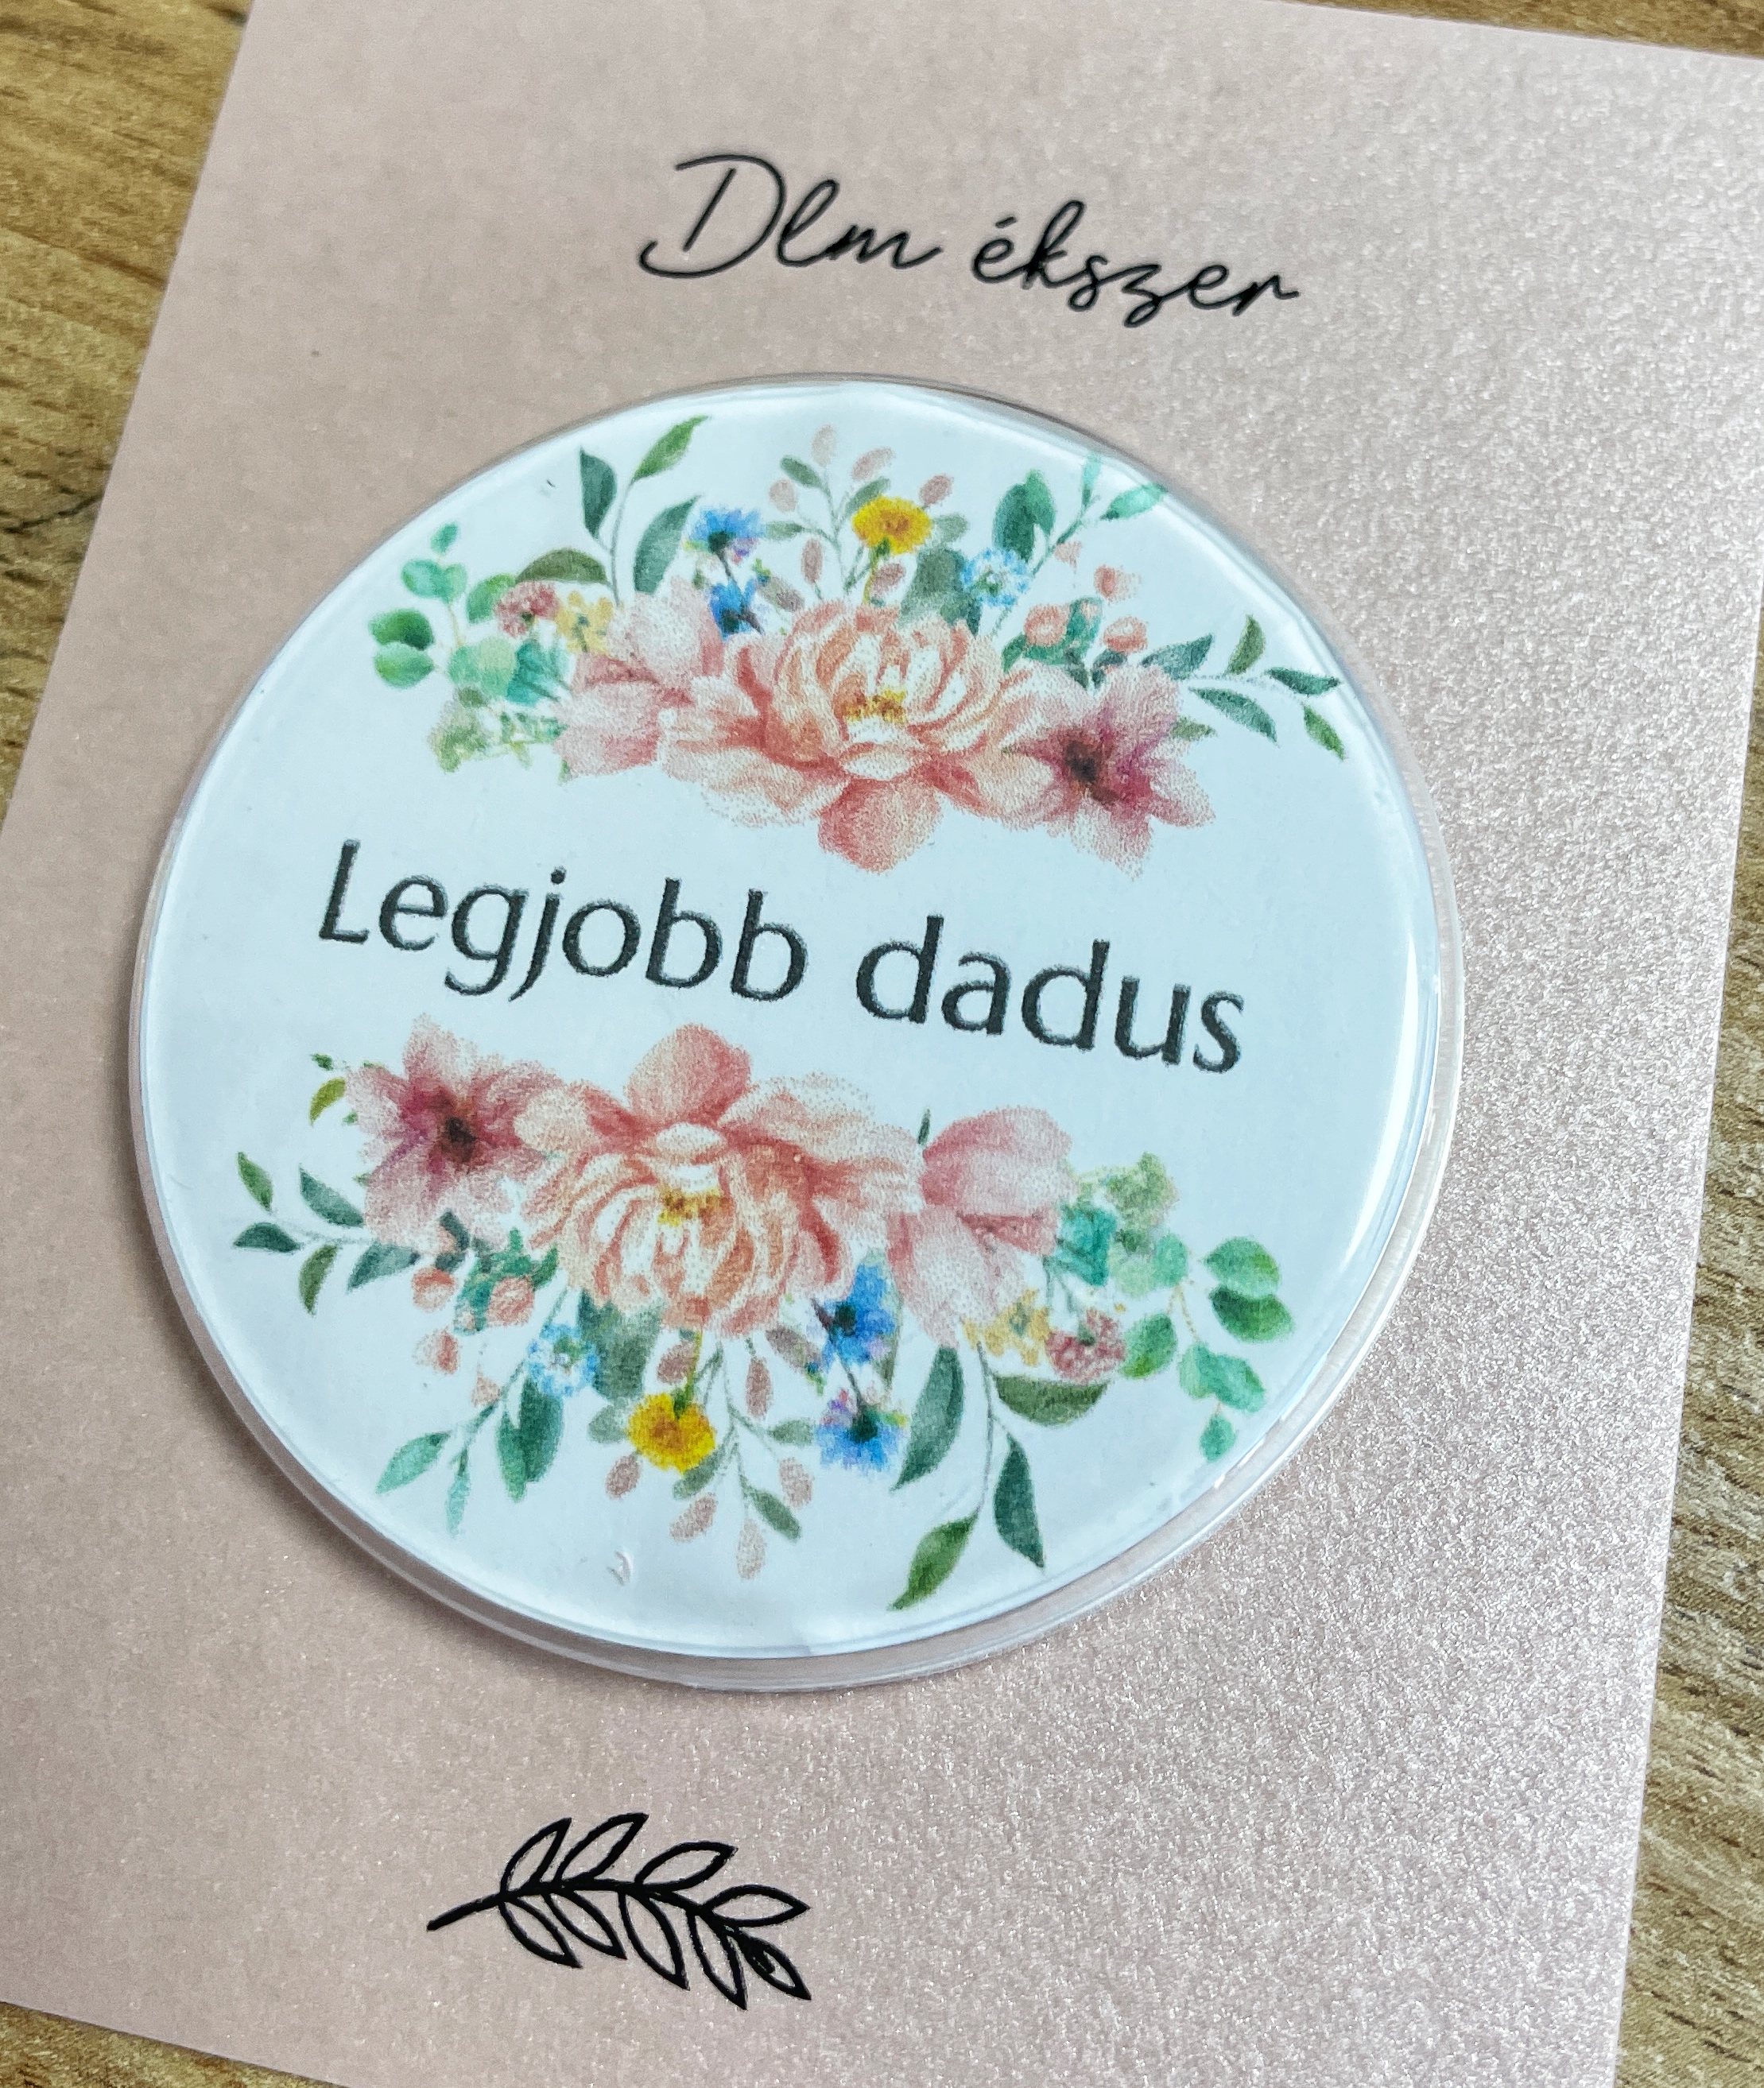 Dlm ékszer
Legjobb dadus